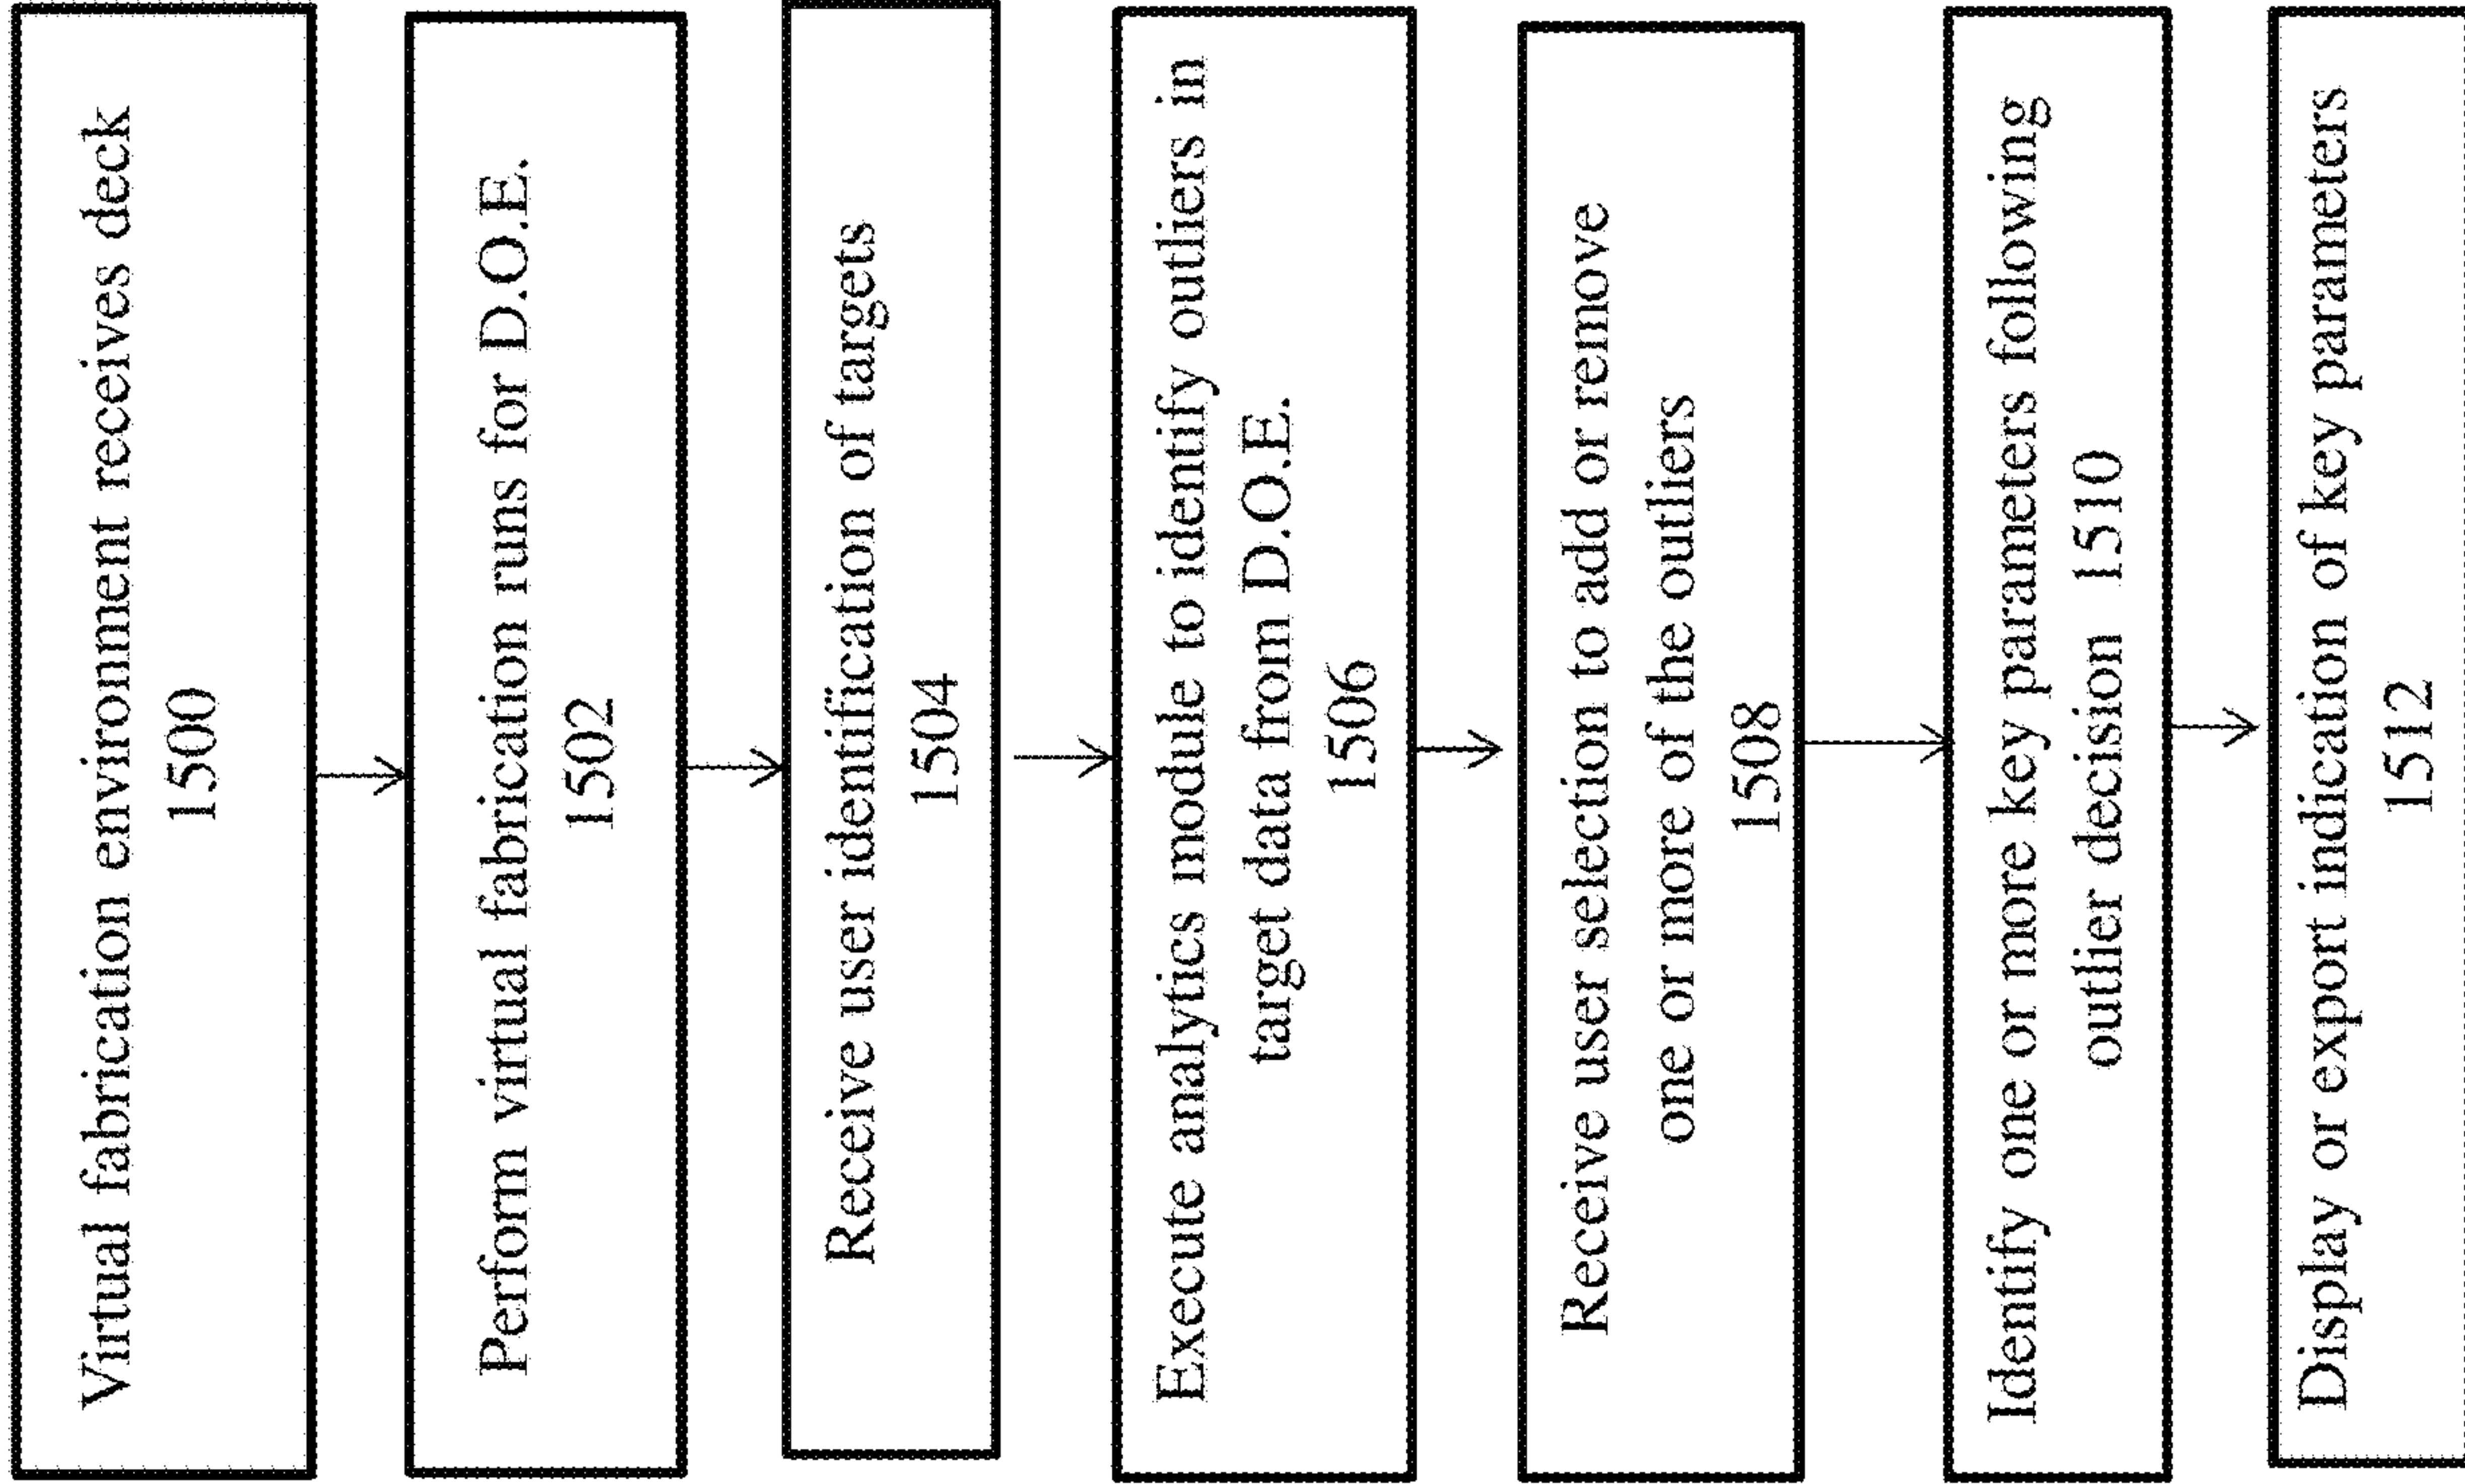 Virtual fabrication environment receives deck
1500
Perform virtual fabrication runs for D.O.E.
1502
Receive user identification of targets
1504
Execute analytics module to identify outliers in
target data from D.O.E.
1506
Receive user selection to add or remove
one or more of the outliers
1508
Identify one or more key parameters following
outlier decision 1510
Display or export indication of key parameters
1512